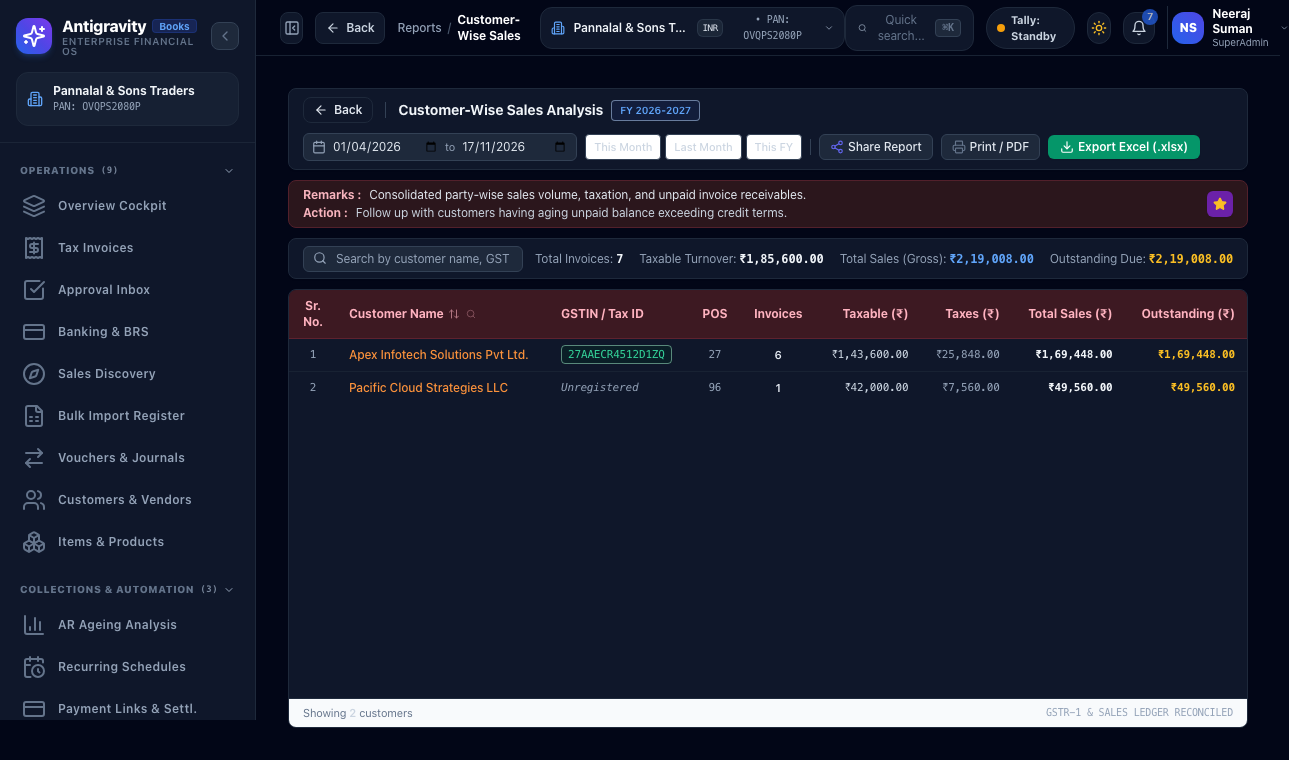 Antigravity Books
ENTERPRISE FINANCIAL OS
Pannalal & Sons Traders
PAN: OVQPS2080P
OPERATIONS (9)
Overview Cockpit
Tax Invoices
Approval Inbox
Banking & BRS
Sales Discovery
Bulk Import Register
Vouchers & Journals
Customers & Vendors
Items & Products
COLLECTIONS & AUTOMATION (3)
AR Ageing Analysis
Recurring Schedules
Payment Links & Settl.
Back
Reports / Customer-Wise Sales
Pannalal & Sons T... INR • PAN: OVQPS2080P
Quick search... ⌘K
Tally: Standby
7
NS
Neeraj Suman
SuperAdmin
Back
Customer-Wise Sales Analysis FY 2026-2027
01/04/2026 to 17/11/2026
This Month Last Month This FY
Share Report Print / PDF Export Excel (.xlsx)
Remarks : Consolidated party-wise sales volume, taxation, and unpaid invoice receivables.
Action : Follow up with customers having aging unpaid balance exceeding credit terms.
Search by customer name, GST
Total Invoices: 7 Taxable Turnover: ₹1,85,600.00 Total Sales (Gross): ₹2,19,008.00 Outstanding Due: ₹2,19,008.00
Sr. No. Customer Name GSTIN / Tax ID POS Invoices Taxable (₹) Taxes (₹) Total Sales (₹) Outstanding (₹)
1 Apex Infotech Solutions Pvt Ltd. 27AAECR4512D1ZQ 27 6 ₹1,43,600.00 ₹25,848.00 ₹1,69,448.00 ₹1,69,448.00
2 Pacific Cloud Strategies LLC Unregistered 96 1 ₹42,000.00 ₹7,560.00 ₹49,560.00 ₹49,560.00
Showing 2 customers
GSTR-1 & SALES LEDGER RECONCILED